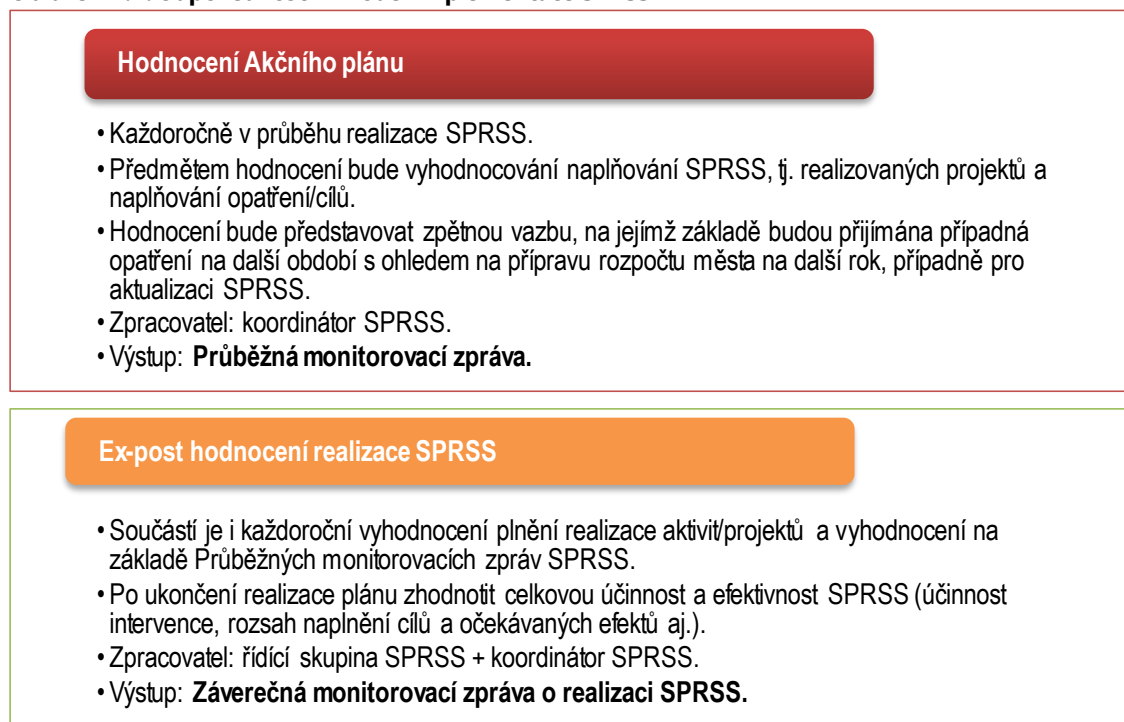 Hodnocení Akčního plánu
• Každoročně v průběhu realizace SPRSS.
• Předmětem hodnocení bude vyhodnocování naplňování SPRSS, tj. realizovaných projektů a
naplňování opatření/cílů.
• Hodnocení bude představovat zpětnou vazbu, na jejímž základě budou přijímána případná
opatření na další období s ohledem na přípravu rozpočtu města na další rok, případně pro
aktualizaci SPRSS.
• Zpracovatel: koordinátor SPRSS.
• Výstup: Průběžná monitorovací zpráva.
Ex-post hodnocení realizace SPRSS
• Součástí je i každoroční vyhodnocení plnění realizace aktivit/projektů a vyhodnocení na
základě Průběžných monitorovacích zpráv SPRSS.
• Po ukončení realizace plánu zhodnotit celkovou účinnost a efektivnost SPRSS (účinnost
intervence, rozsah naplnění cílů a očekávaných efektů aj.).
• Zpracovatel: řídící skupina SPRSS + koordinátor SPRSS.
• Výstup: Záverečná monitorovací zpráva o realizaci SPRSS.